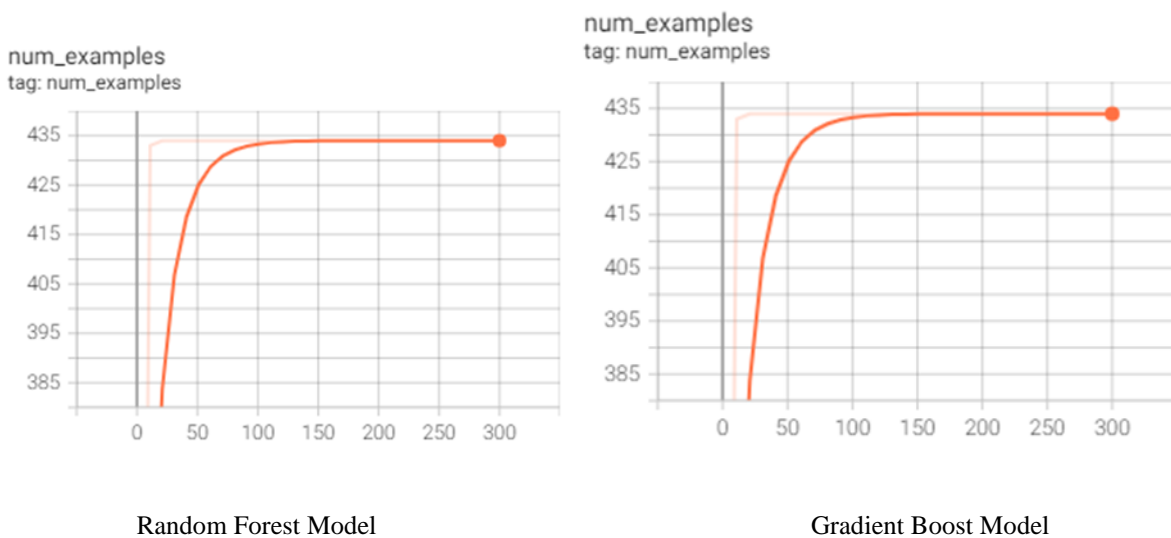 num_examples
tag: num_examples
435
425
415
405
395
385
0 50 100 150 200 250 300
Random Forest Model
num_examples
tag: num_examples
435
425
415
405
395
385
0 50 100 150 200 250 300
Gradient Boost Model